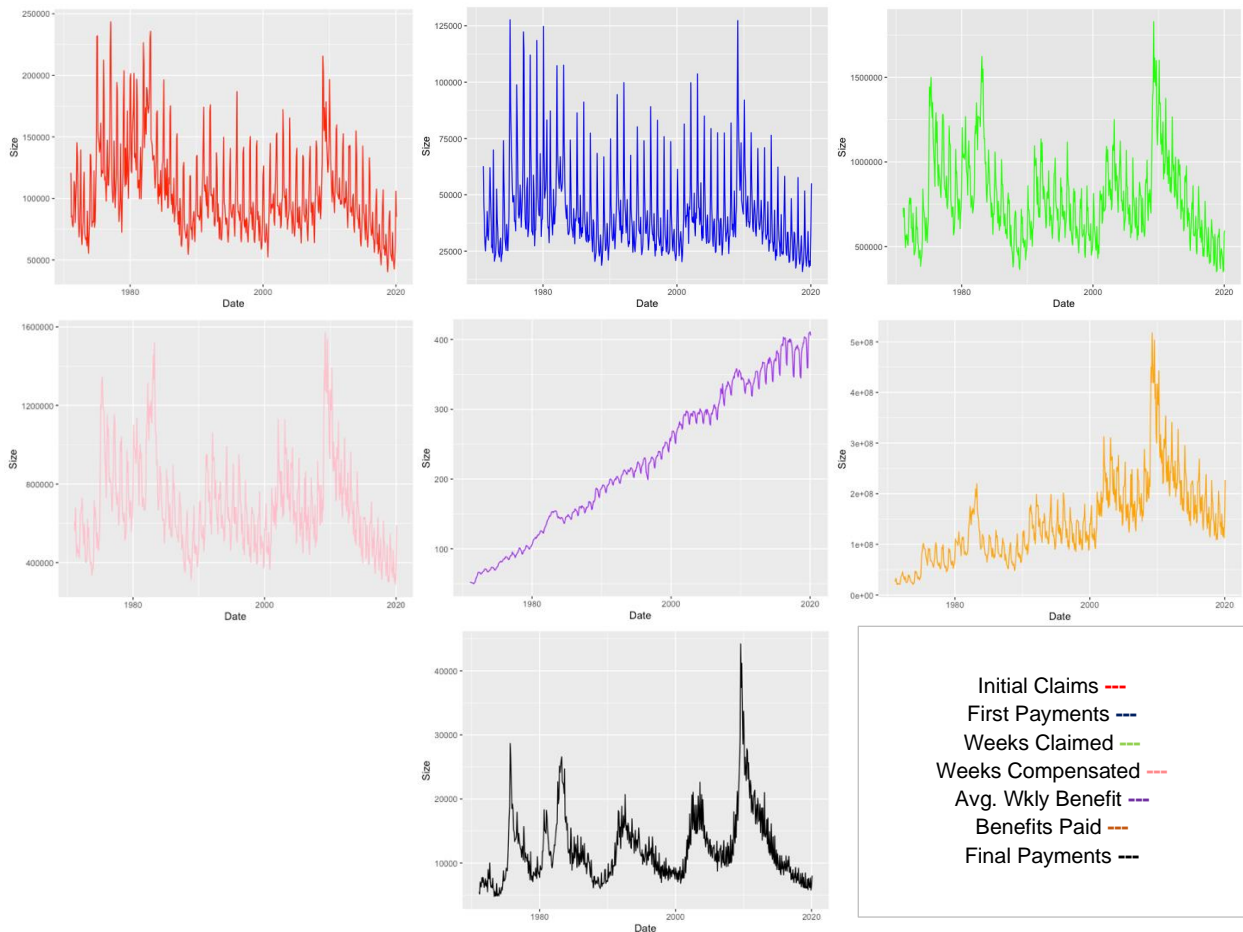 250000
200000
150000
100000
50000
Size
1980
2000
2020
Date
125000
100000
75000
50000
25000
Size
1980
2000
2020
Date
1500000
1000000
500000
Size
1980
2000
2020
Date
1600000
1200000
800000
400000
Size
1980
2000
2020
Date
400
300
200
100
Size
1980
2000
2020
Date
5e+08
4e+08
3e+08
2e+08
1e+08
0e+00
Size
1980
2000
2020
Date
40000
30000
20000
10000
Size
1980
2000
2020
Date
Initial Claims ---
First Payments ---
Weeks Claimed ---
Weeks Compensated ---
Avg. Wkly Benefit ---
Benefits Paid ---
Final Payments ---